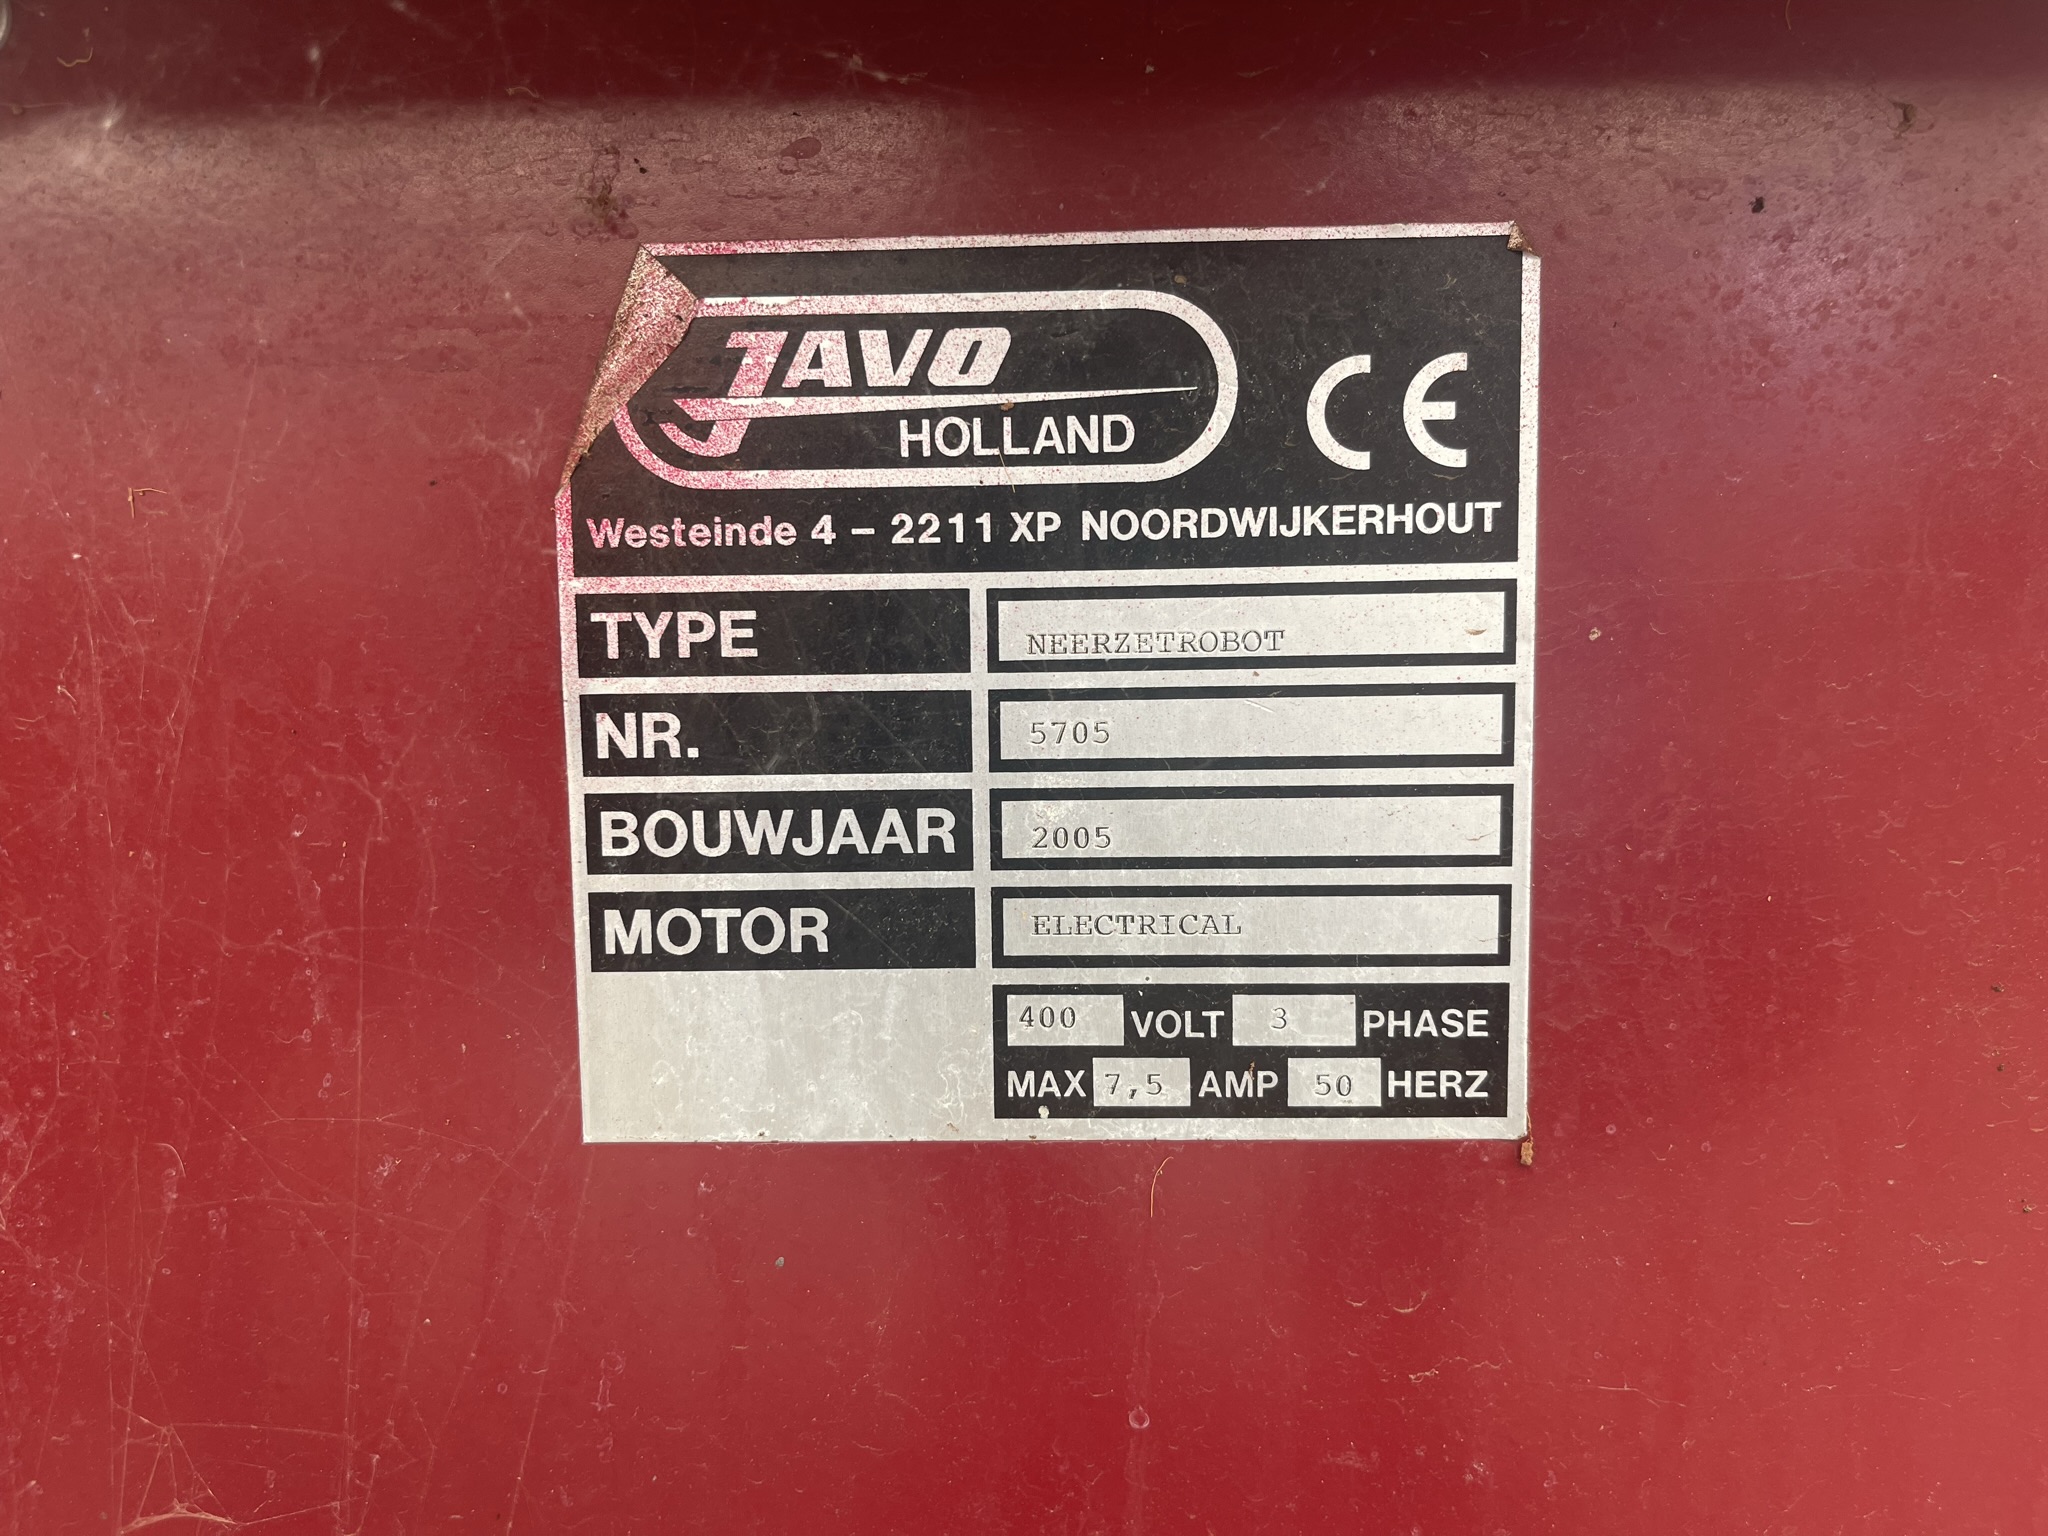 JAVO
HOLLAND
CE
Westeinde 4 - 2211 XP NOORDWIJKERHOUT
TYPE NEERZETROBOT
NR. 5705
BOUWJAAR 2005
MOTOR ELECTRICAL
400 VOLT 3 PHASE
MAX 7,5 AMP 50 HERZ